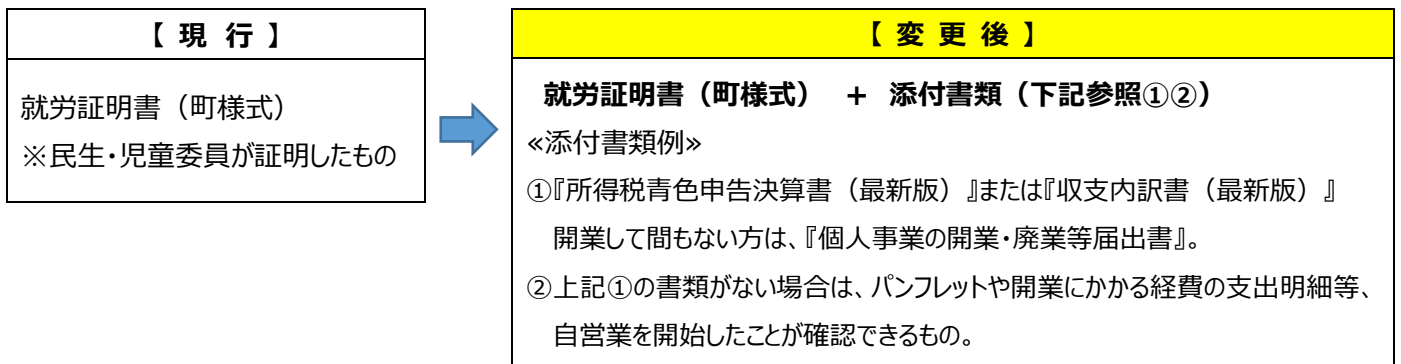 【 現 行 】
就労証明書（町様式）
※民生・児童委員が証明したもの
【 変 更 後 】
就労証明書（町様式） ＋ 添付書類（下記参照①②）
≪添付書類例≫
①『所得税青色申告決算書（最新版）』または『収支内訳書（最新版）』
開業して間もない方は、『個人事業の開業・廃業等届出書』。
②上記①の書類がない場合は、パンフレットや開業にかかる経費の支出明細等、
自営業を開始したことが確認できるもの。